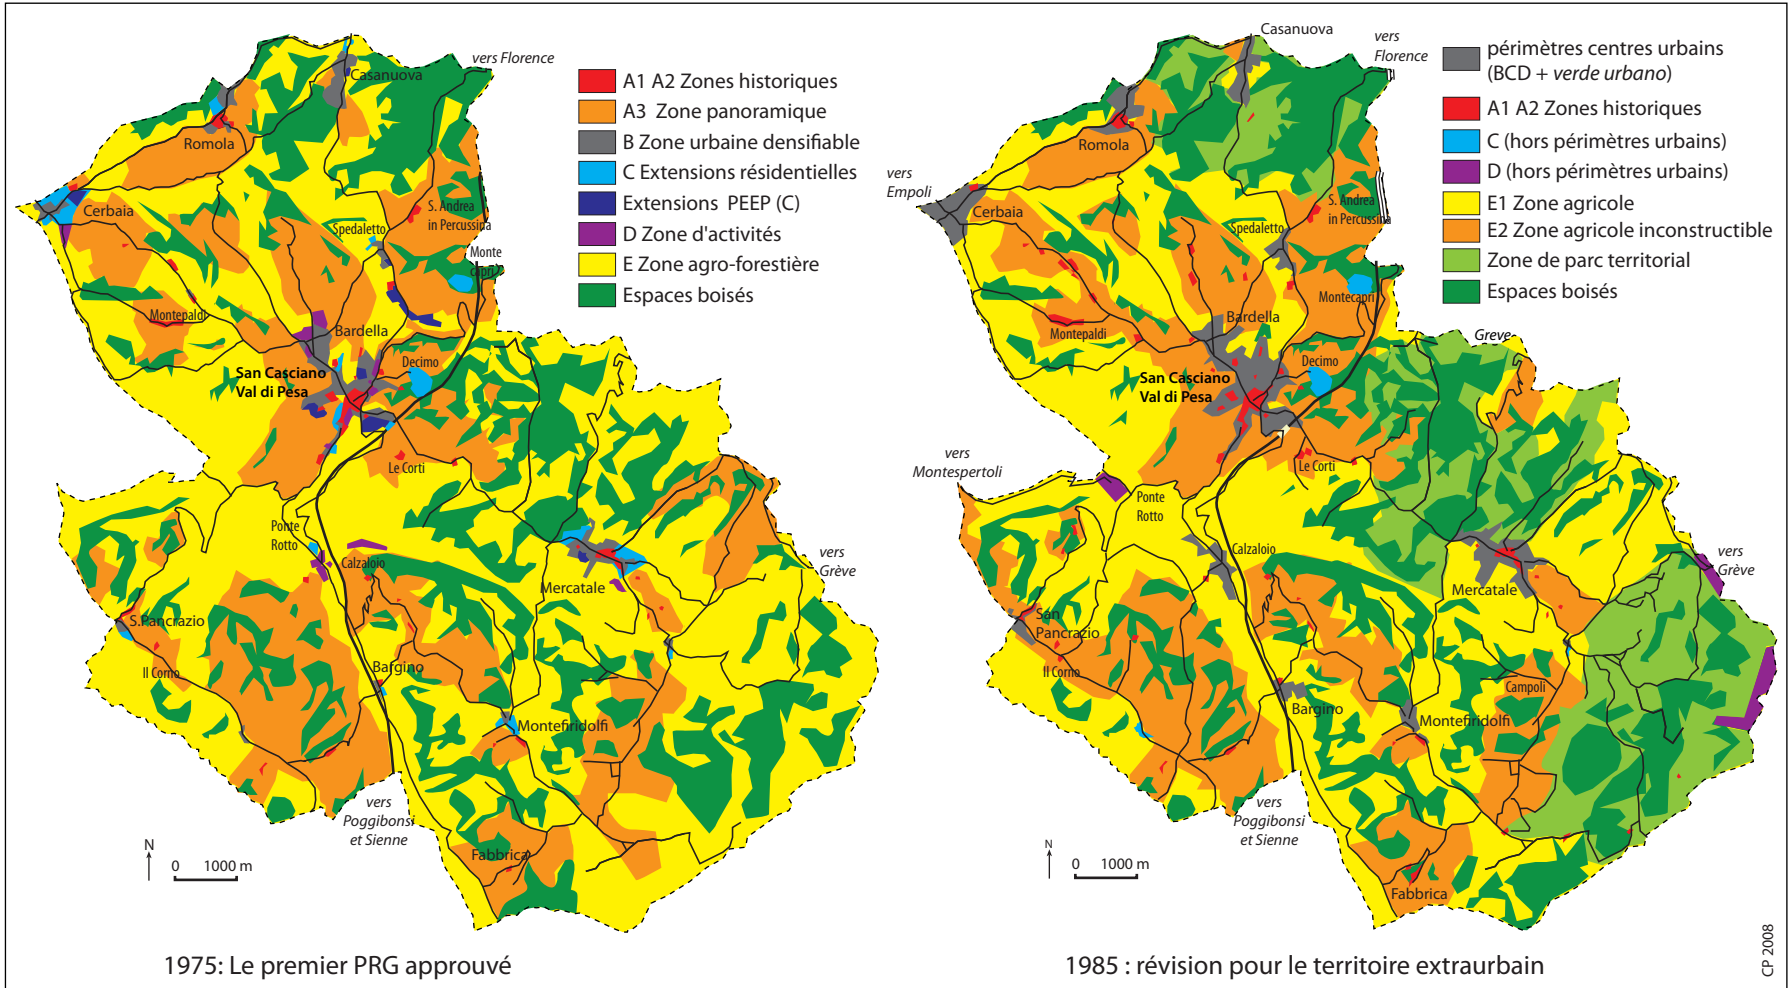 vers Florence
Casanuova
Romola
Cerbaia
S. Andrea
in Percussina
Spedaletto
Monte
capri
Montepaldi
Bardella
Decimo
San Casciano
Val di Pesa
Le Corti
Ponte
Rotto
Calzaloio
Mercatale
vers
Grève
S.Pancrazio
Il Corno
Bargino
Montefiridolfi
vers
Poggibonsi
et Sienne
Fabbrica
N
0 1000 m
A1 A2 Zones historiques
A3 Zone panoramique
B Zone urbaine densifiable
C Extensions résidentielles
Extensions PEEP (C)
D Zone d'activités
E Zone agro-forestière
Espaces boisés
1975: Le premier PRG approuvé
Casanuova
vers
Florence
Romola
vers
Empoli
Cerbaia
S. Andrea
in Percussina
Spedaletto
Montecapri
Montepaldi
Bardella
Greve
Decimo
San Casciano
Val di Pesa
vers
Montespertoli
Le Corti
Ponte
Rotto
Calzaloio
Mercatale
vers
Grève
San
Pancrazio
Il Corno
Campoli
Bargino
Montefiridolfi
vers
Poggibonsi
et Sienne
Fabbrica
N
0 1000 m
périmètres centres urbains
(BCD + verde urbano)
A1 A2 Zones historiques
C (hors périmètres urbains)
D (hors périmètres urbains)
E1 Zone agricole
E2 Zone agricole inconstructible
Zone de parc territorial
Espaces boisés
1985 : révision pour le territoire extraurbain
CP 2008